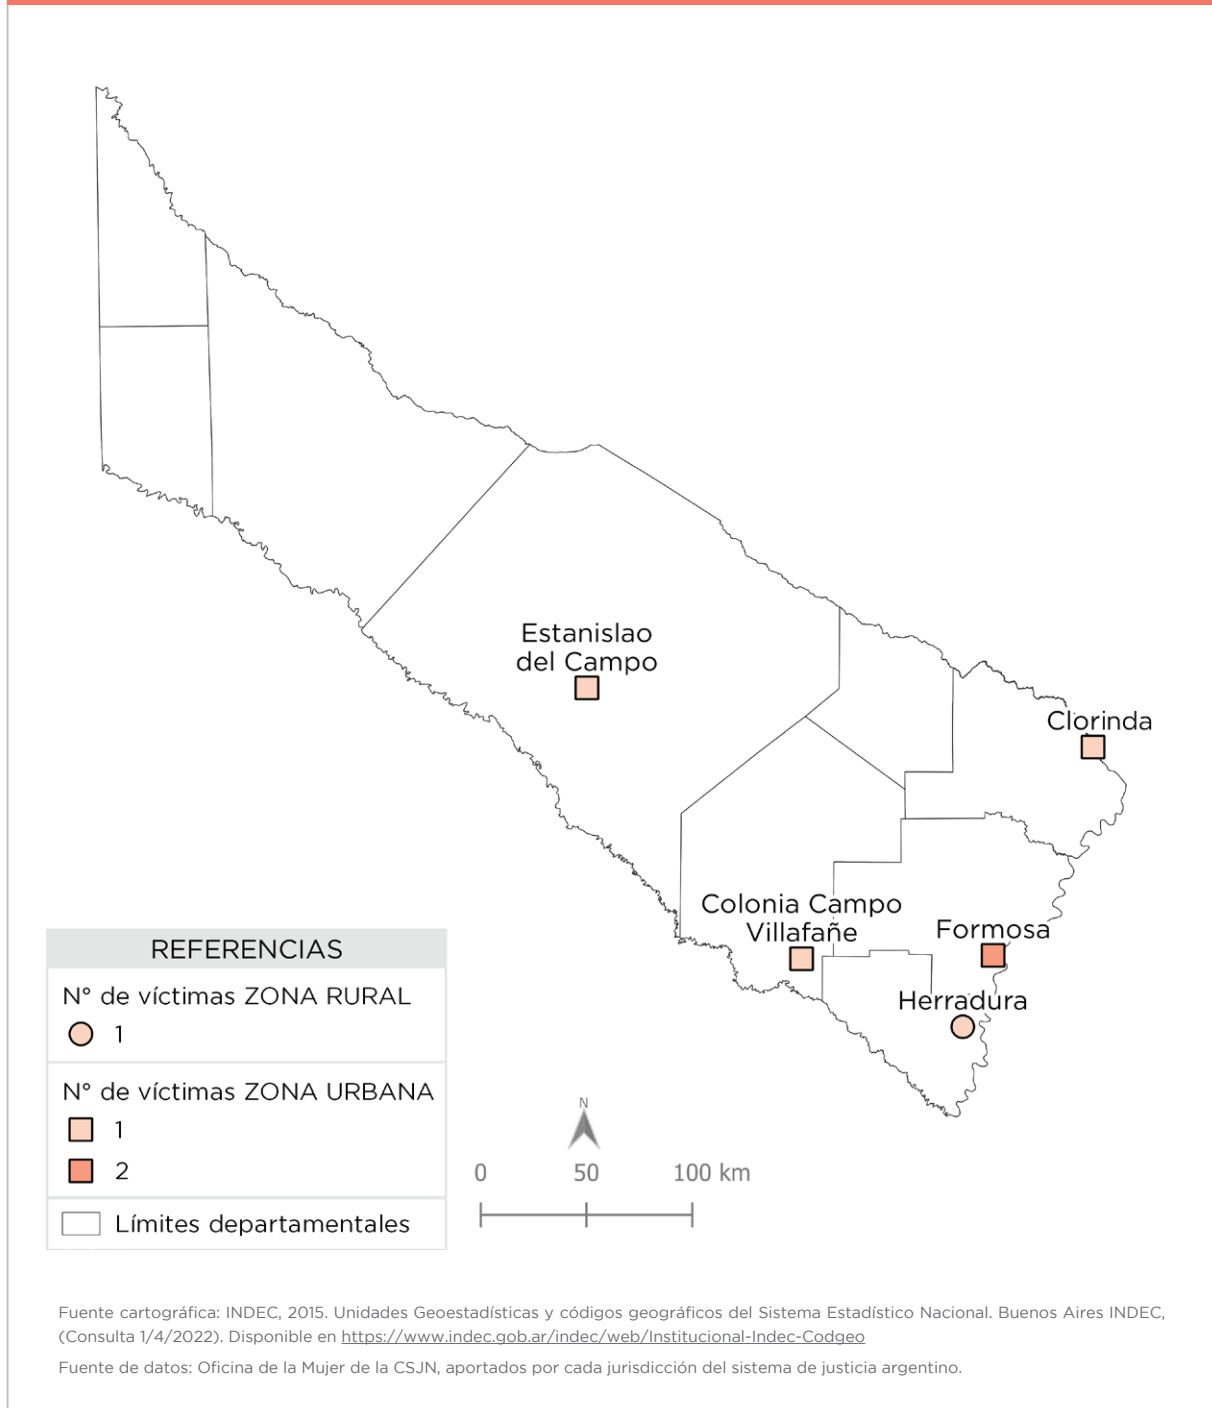 Estanislao
del Campo
Clorinda
Colonia Campo
Villafañe
Formosa
Herradura
REFERENCIAS
N° de víctimas ZONA RURAL
1
N° de víctimas ZONA URBANA
1
2
Límites departamentales
N
0 50 100 km
Fuente cartográfica: INDEC, 2015. Unidades Geoestadísticas y códigos geográficos del Sistema Estadístico Nacional. Buenos Aires INDEC,
(Consulta 1/4/2022). Disponible en https://www.indec.gob.ar/indec/web/Institucional-Indec-Codgeo
Fuente de datos: Oficina de la Mujer de la CSJN, aportados por cada jurisdicción del sistema de justicia argentino.